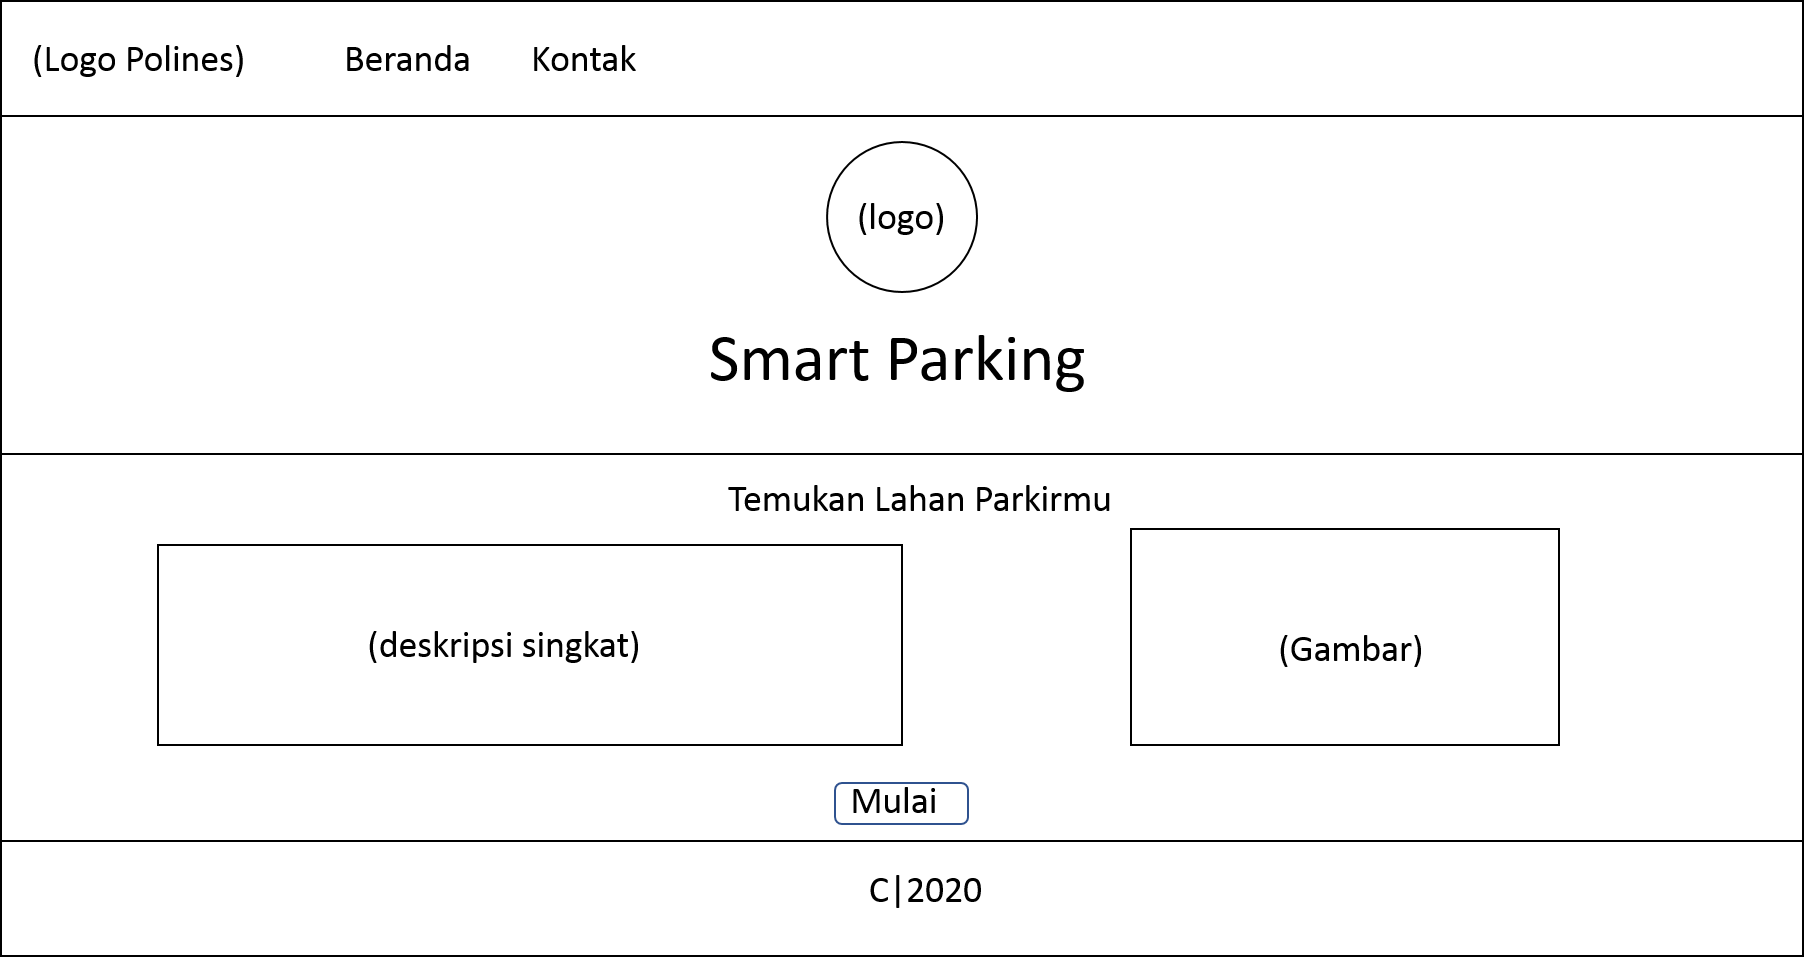 (Logo Polines) Beranda Kontak
(logo)
Smart Parking
Temukan Lahan Parkirmu
(deskripsi singkat)
(Gambar)
Mulai
C|2020